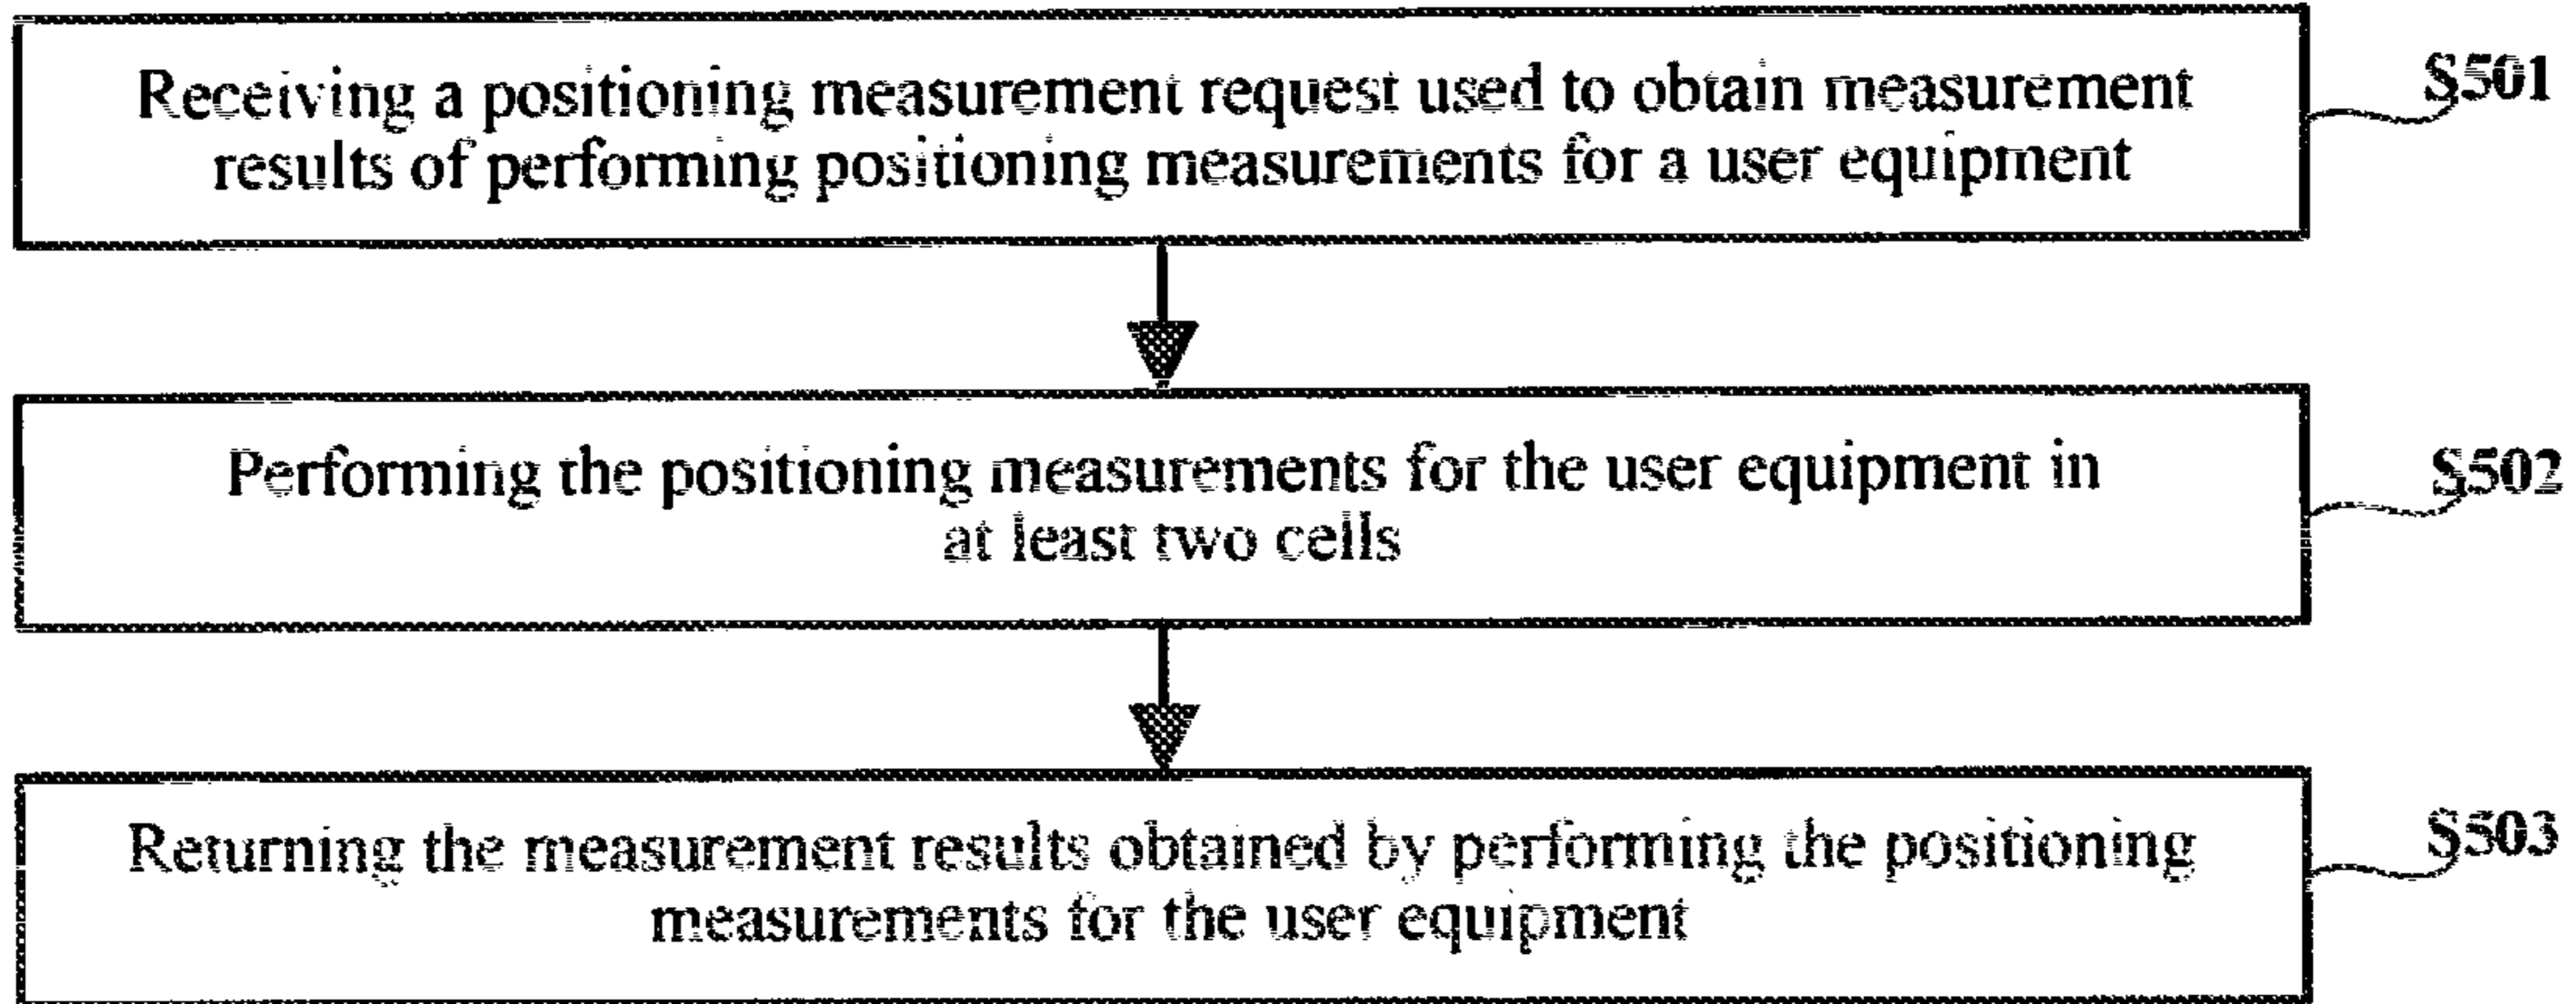 Receiving a positioning measurement request used to obtain measurement
results of performing positioning measurements for a user equipment
S501
Performing the positioning measurements for the user equipment in
at least two cells
S502
Returning the measurement results obtained by performing the positioning
measurements for the user equipment
S503